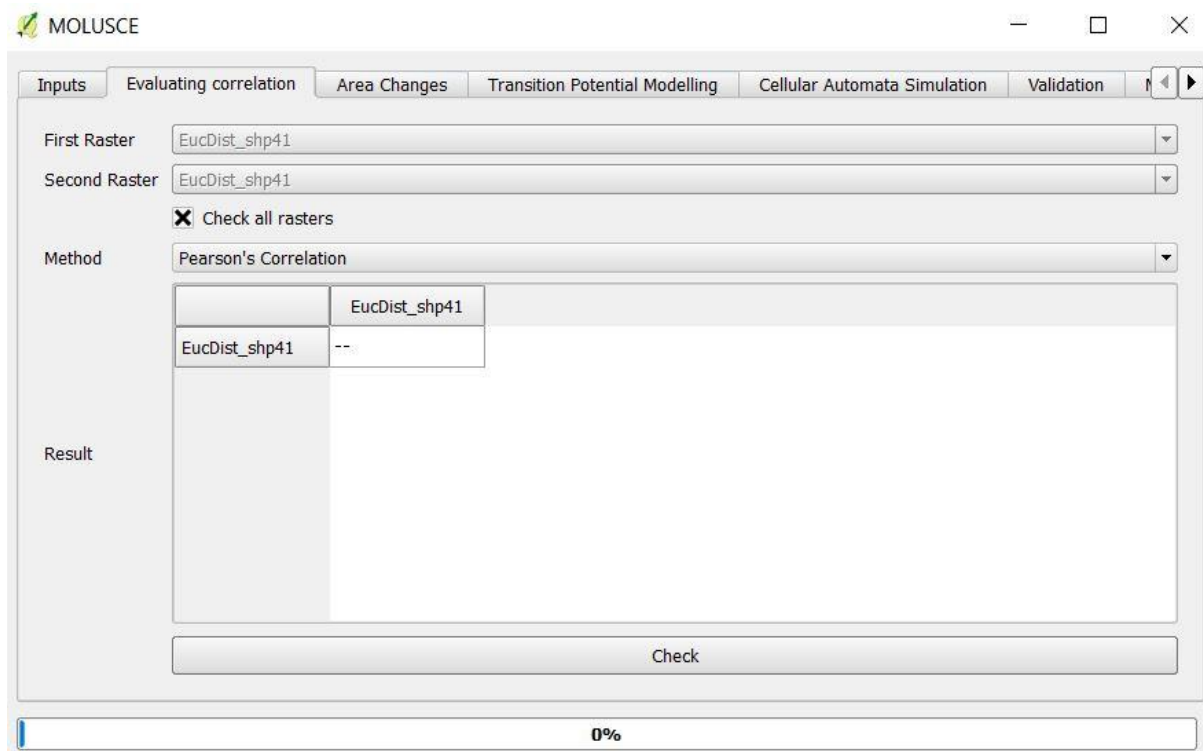 MOLUSCE
Inputs Evaluating correlation Area Changes Transition Potential Modelling Cellular Automata Simulation Validation
First Raster EucDist_shp41
Second Raster EucDist_shp41
Check all rasters
Method Pearson's Correlation
EucDist_shp41
EucDist_shp41 --
Result
Check
0%